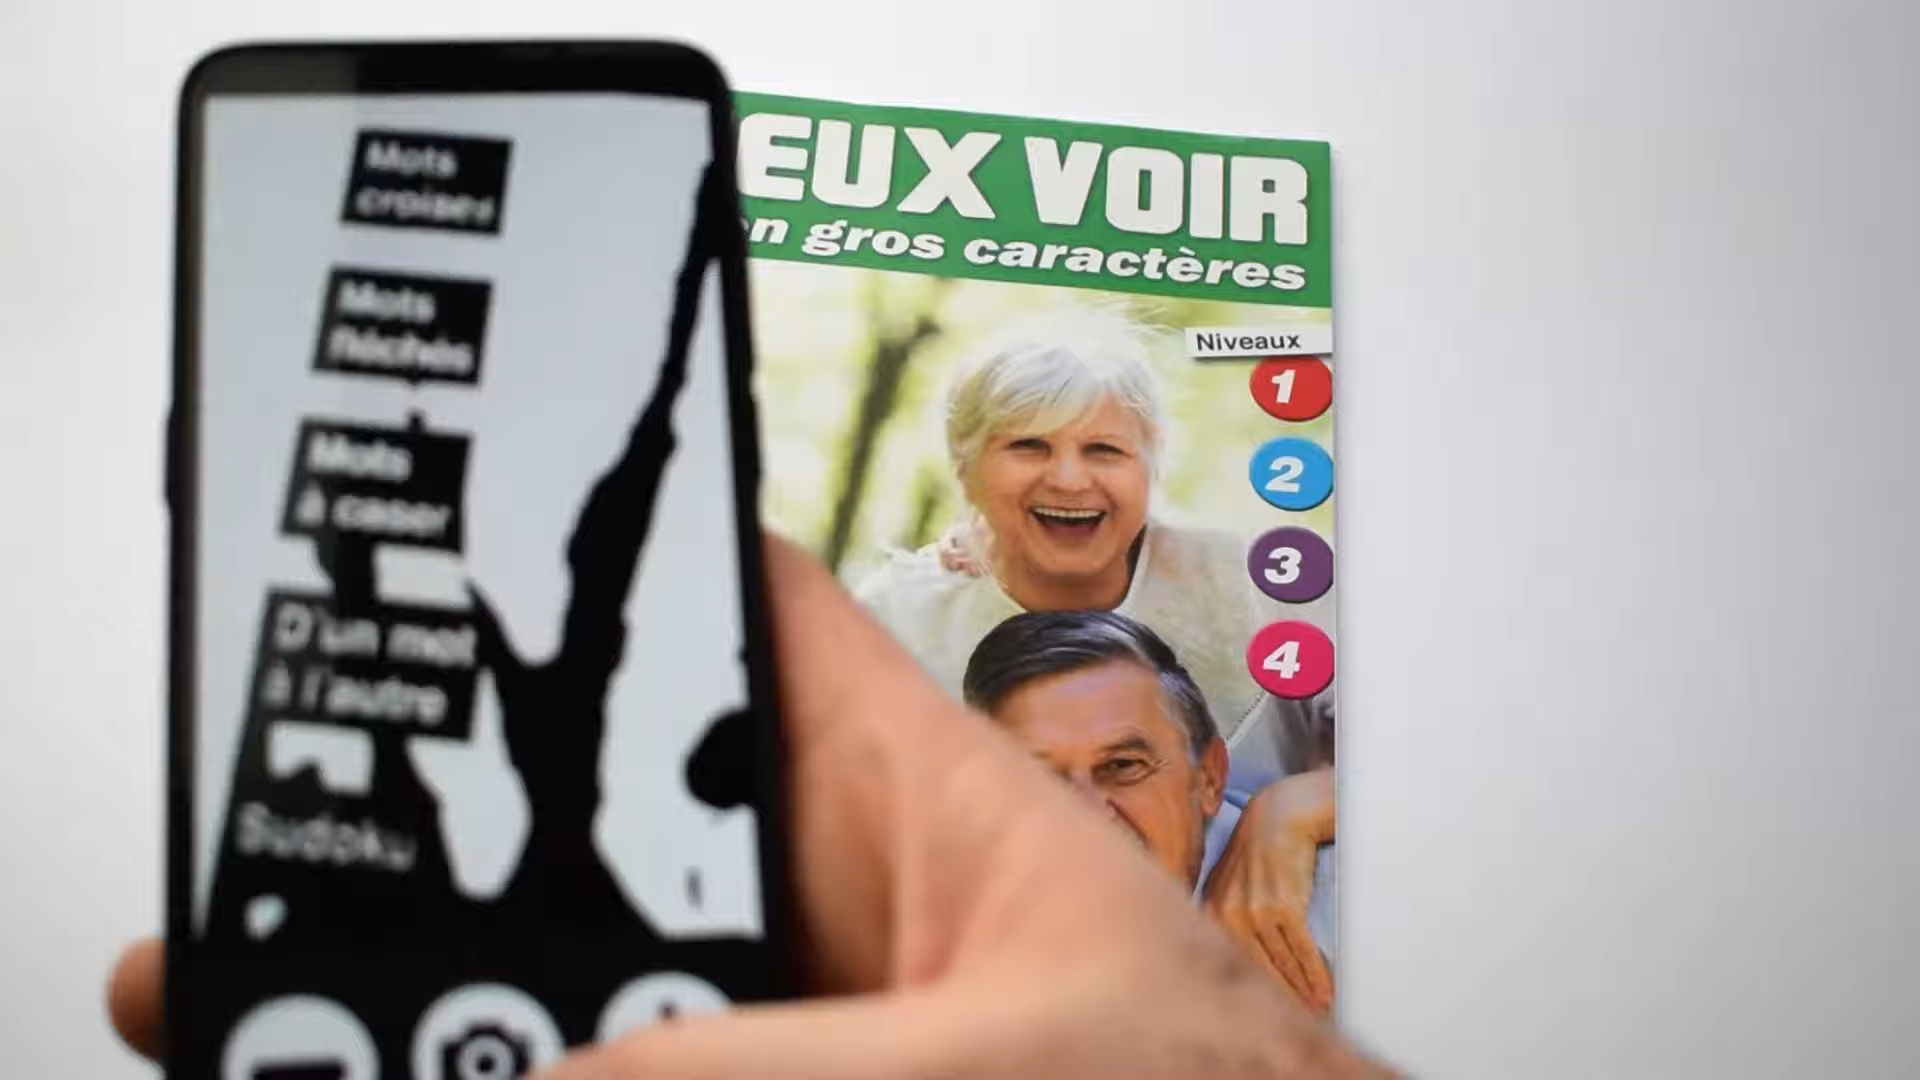 Mots
croisés
Mots
fléchés
Mots
à caser
D'un mot
à l'autre
Sudoku
EUX VOIR
en gros caractères
Niveaux
1
2
3
4